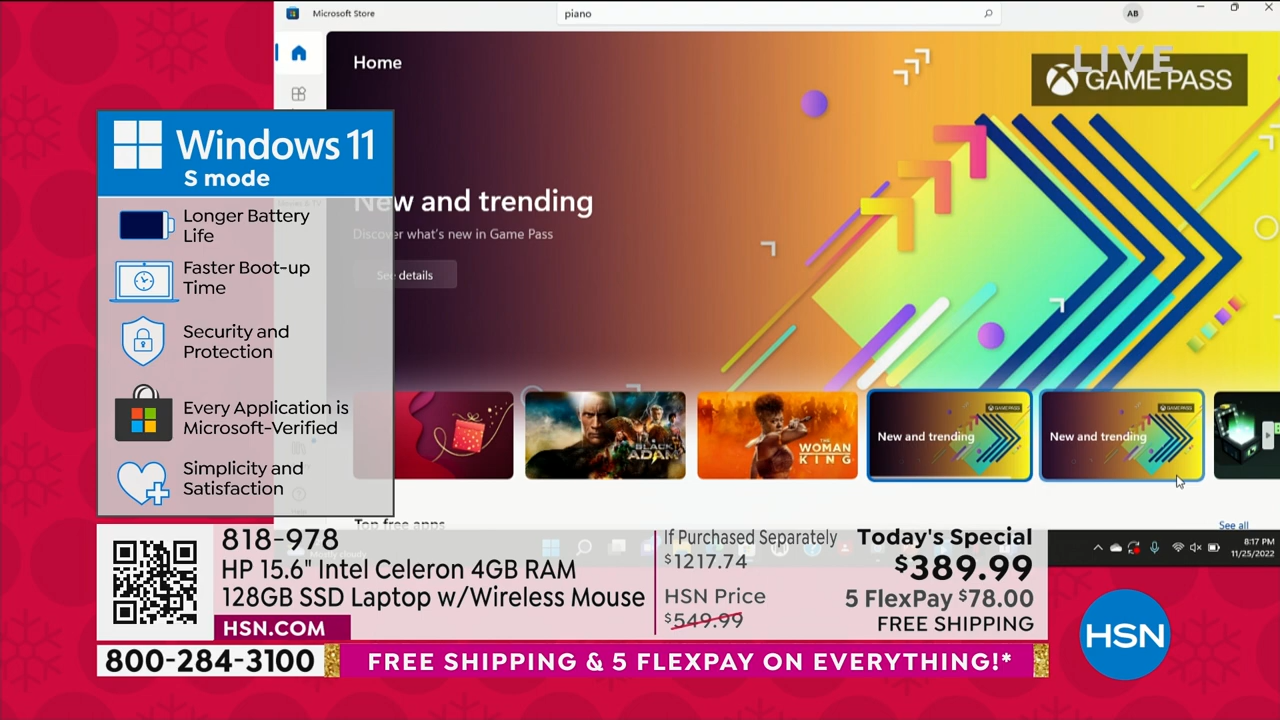 Microsoft Store
piano
AB
LIVE
Home
GAME PASS
Windows 11
S mode
Longer Battery
Life
Faster Boot-up
Time
Security and
Protection
Every Application is
Microsoft-Verified
Simplicity and
Satisfaction
New and trending
Discover what's new in Game Pass
See details
BLACK
ADAM
THE
WOMAN
KING
New and trending
GAME PASS
New and trending
GAME PASS
Top free apps
See all
8:17 PM
11/25/2022
818-978
HP 15.6" Intel Celeron 4GB RAM
128GB SSD Laptop w/Wireless Mouse
HSN.COM
If Purchased Separately
$1217.74
HSN Price
$549.99
Today's Special
$389.99
5 FlexPay $78.00
FREE SHIPPING
HSN
800-284-3100
FREE SHIPPING & 5 FLEXPAY ON EVERYTHING!*